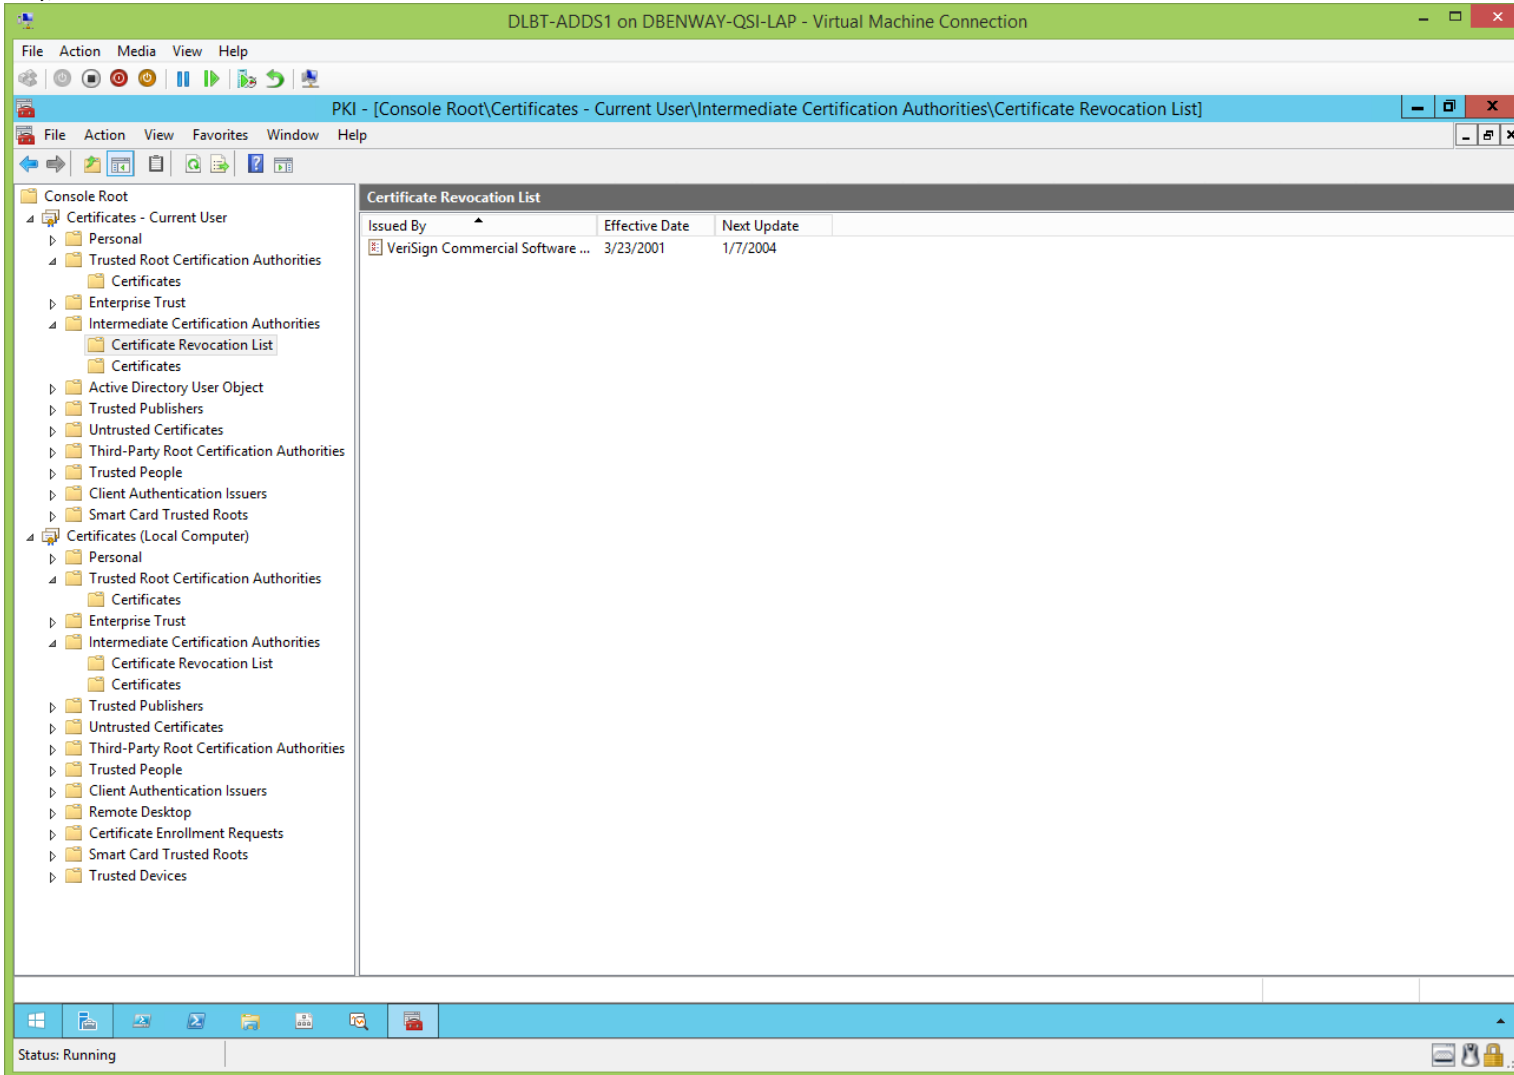 DLBT-ADDS1 on DBENWAY-QSI-LAP - Virtual Machine Connection
File Action Media View Help
PKI - [Console Root\Certificates - Current User\Intermediate Certification Authorities\Certificate Revocation List]
File Action View Favorites Window Help
Console Root
Certificates - Current User
Personal
Trusted Root Certification Authorities
Certificates
Enterprise Trust
Intermediate Certification Authorities
Certificate Revocation List
Certificates
Active Directory User Object
Trusted Publishers
Untrusted Certificates
Third-Party Root Certification Authorities
Trusted People
Client Authentication Issuers
Smart Card Trusted Roots
Certificates (Local Computer)
Personal
Trusted Root Certification Authorities
Certificates
Enterprise Trust
Intermediate Certification Authorities
Certificate Revocation List
Certificates
Trusted Publishers
Untrusted Certificates
Third-Party Root Certification Authorities
Trusted People
Client Authentication Issuers
Remote Desktop
Certificate Enrollment Requests
Smart Card Trusted Roots
Trusted Devices
Certificate Revocation List
Issued By Effective Date Next Update
VeriSign Commercial Software ... 3/23/2001 1/7/2004
Status: Running